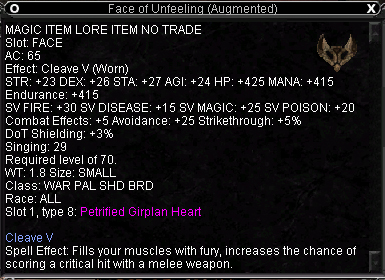 Face of Unfeeling (Augmented)
MAGIC ITEM LORE ITEM NO TRADE
Slot: FACE
AC: 65
Effect: Cleave V (Worn)
STR: +23 DEX: +26 STA: +27 AGI: +24 HP: +425 MANA: +415
Endurance: +415
SV FIRE: +30 SV DISEASE: +15 SV MAGIC: +25 SV POISON: +20
Combat Effects: +5 Avoidance: +25 Strikethrough: +5%
DoT Shielding: +3%
Singing: 29
Required level of 70.
WT: 1.8 Size: SMALL
Class: WAR PAL SHD BRD
Race: ALL
Slot 1, type 8: Petrified Girplan Heart
Cleave V
Spell Effect: Fills your muscles with fury, increases the chance of
scoring a critical hit with a melee weapon.